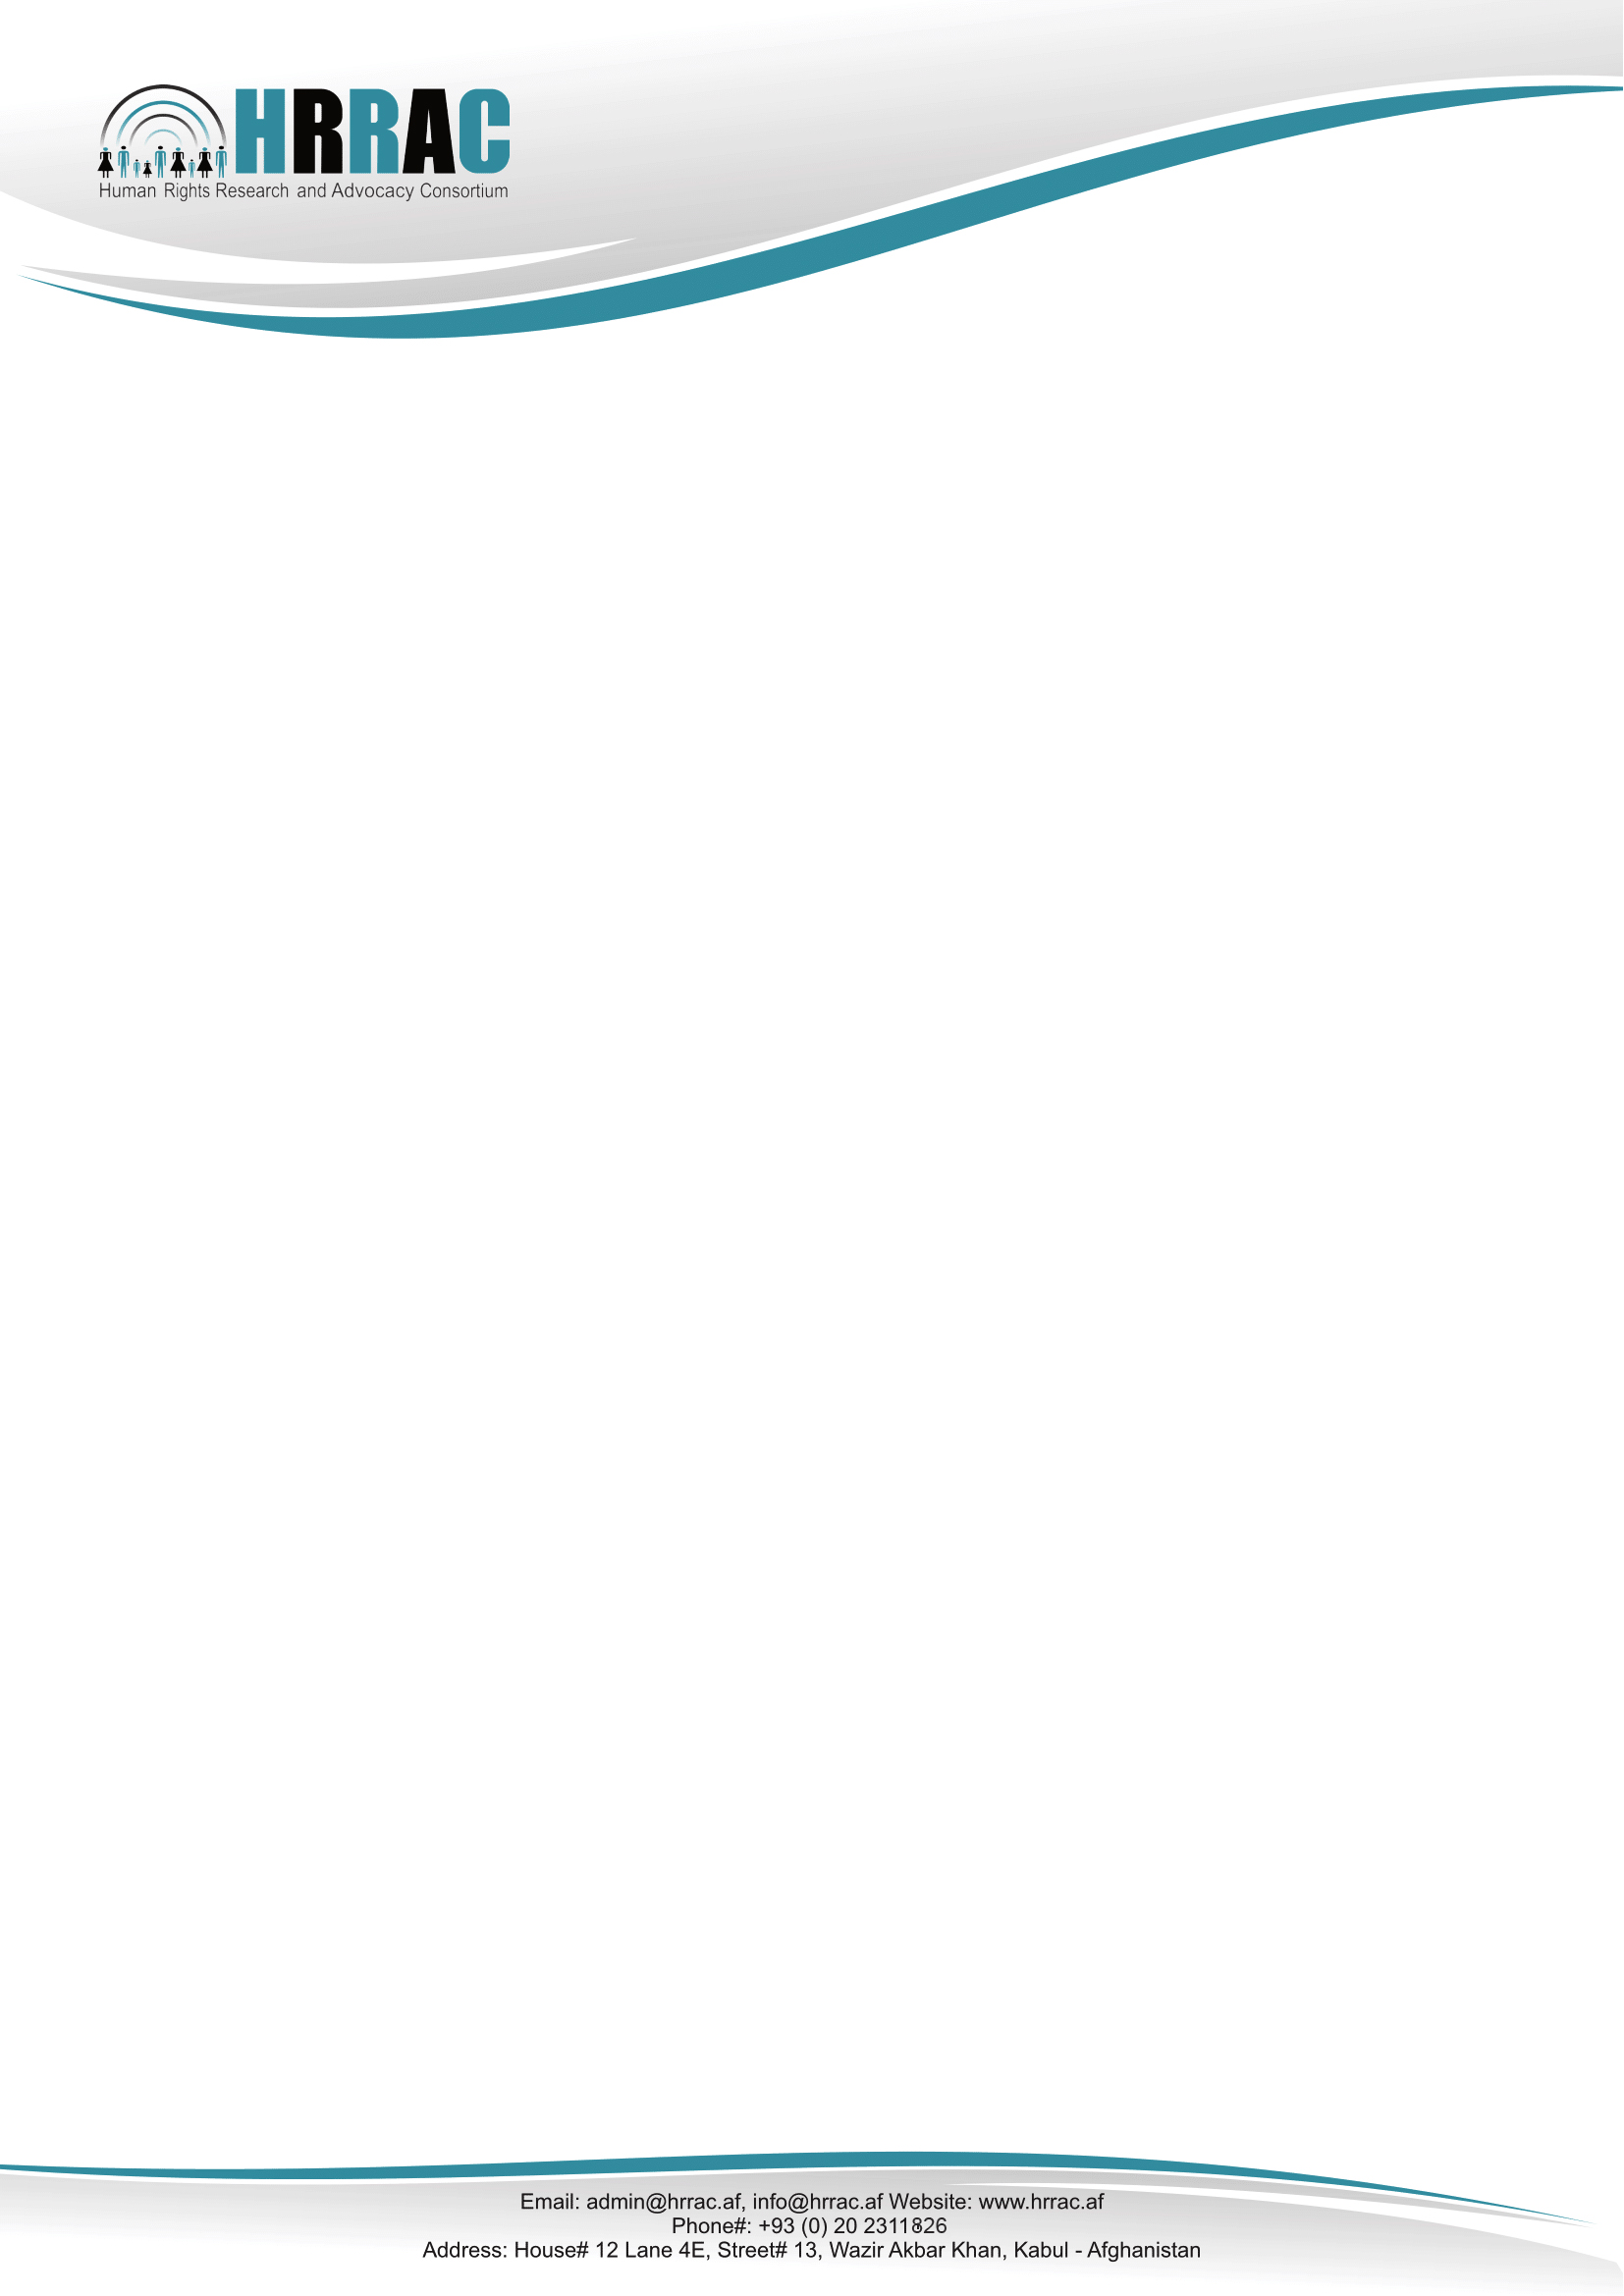 HRRAC
Human Rights Research and Advocacy Consortium
Email: admin@hrrac.af, info@hrrac.af Website: www.hrrac.af
Phone#: +93 (0) 20 2311826
Address: House# 12 Lane 4E, Street# 13, Wazir Akbar Khan, Kabul - Afghanistan